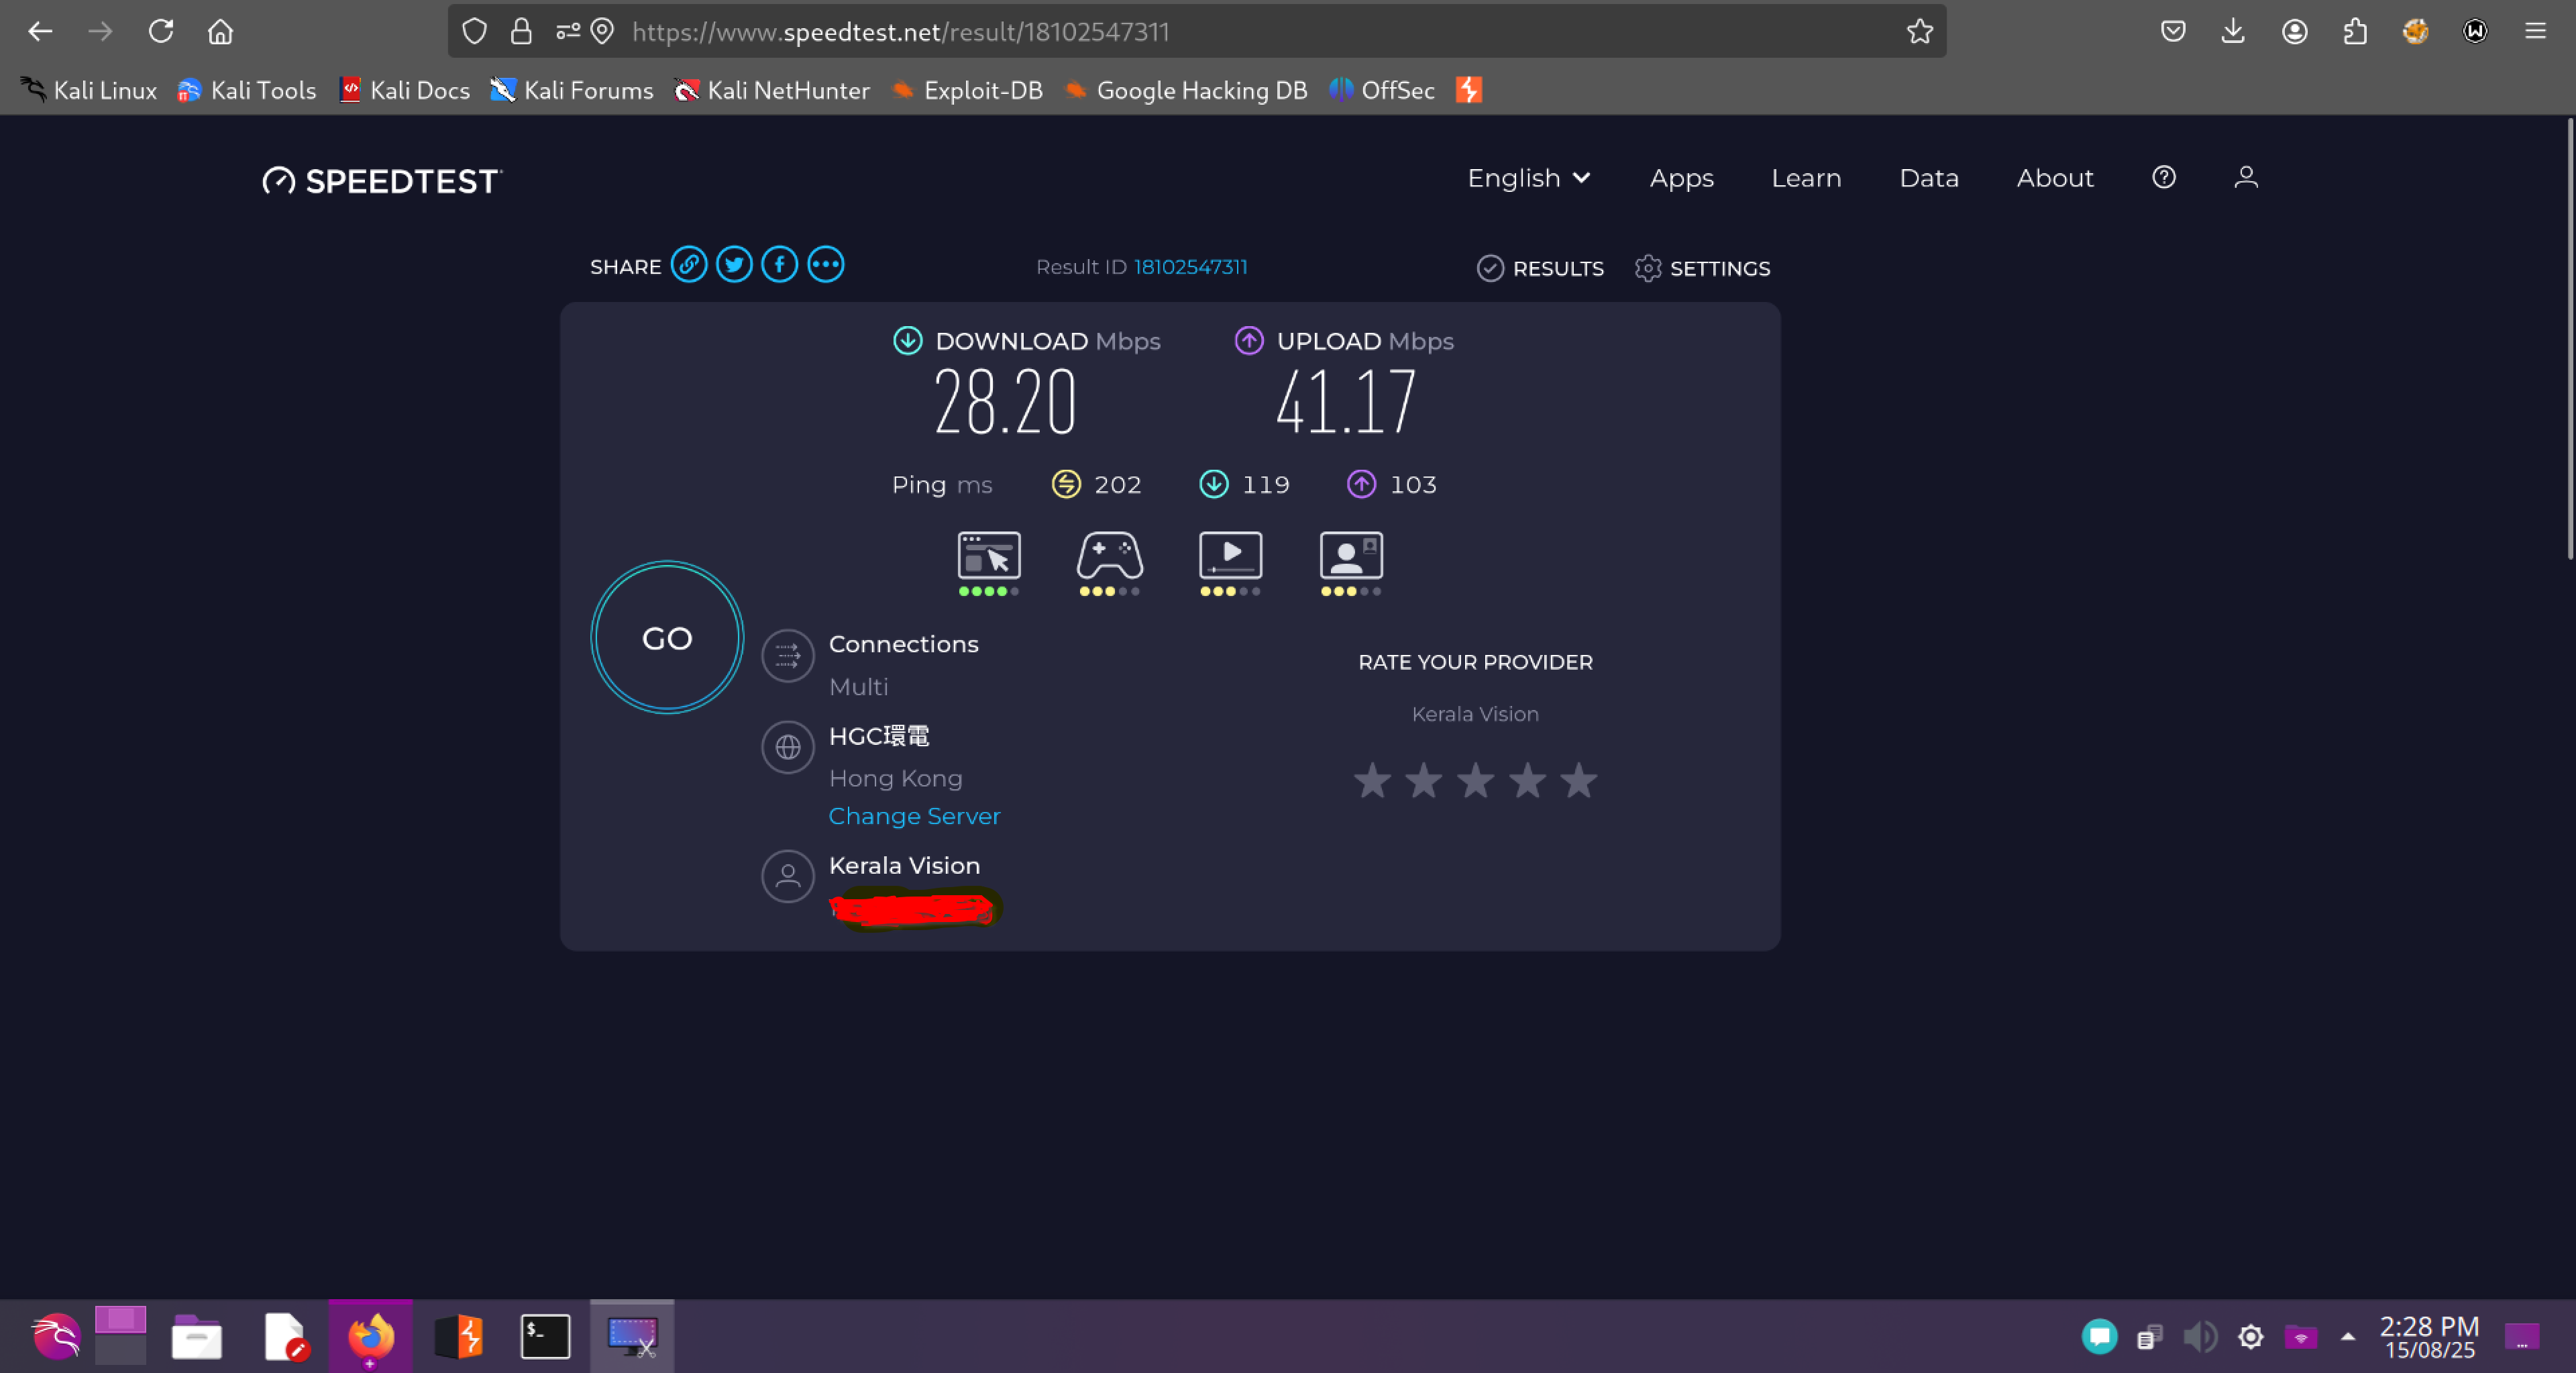 https://www.speedtest.net/result/18102547311
Kali Linux Kali Tools Kali Docs Kali Forums Kali NetHunter Exploit-DB Google Hacking DB OffSec
SPEEDTEST
English Apps Learn Data About
SHARE Result ID 18102547311 RESULTS SETTINGS
DOWNLOAD Mbps UPLOAD Mbps
28.20 41.17
Ping ms 202 119 103
GO
Connections
Multi
HGC環電
Hong Kong
Change Server
Kerala Vision
RATE YOUR PROVIDER
Kerala Vision
2:28 PM
15/08/25